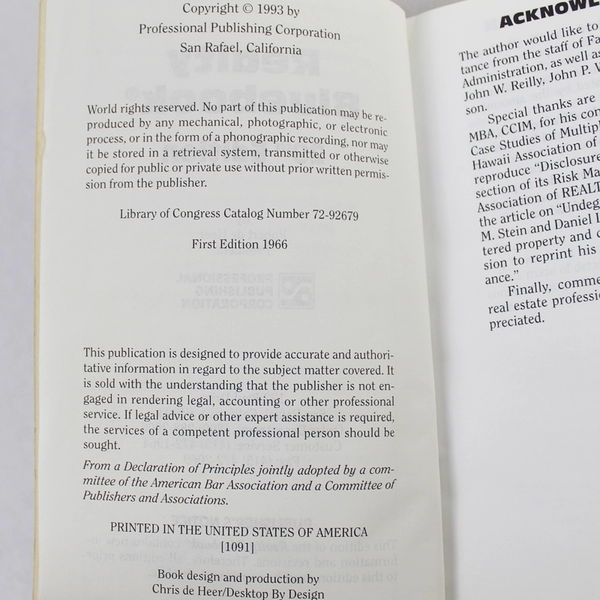 Copyright © 1993 by
Professional Publishing Corporation
San Rafael, California
World rights reserved. No part of this publication may be re-
produced by any mechanical, photographic, or electronic
process, or in the form of a phonographic recording, nor may
it be stored in a retrieval system, transmitted or otherwise
copied for public or private use without prior written permis-
sion from the publisher.
Library of Congress Catalog Number 72-92679
First Edition 1966
This publication is designed to provide accurate and authori-
tative information in regard to the subject matter covered. It
is sold with the understanding that the publisher is not en-
gaged in rendering legal, accounting or other professional
service. If legal advice or other expert assistance is required,
the services of a competent professional person should be
sought.
From a Declaration of Principles jointly adopted by a com-
mittee of the American Bar Association and a Committee of
Publishers and Associations.
PRINTED IN THE UNITED STATES OF AMERICA
[1091]
Book design and production by
Chris de Heer/Desktop By Design
ACKNOWL
The author would like to
tance from the staff of Fa
Administration, as well as
John W. Reilly, John P. V
son.
Special thanks are
MBA, CCIM, for his con
Case Studies of Multip
Hawaii Association of
reproduce "Disclosure
section of its Risk Ma
Association of REALT
the article on "Undeg
M. Stein and Daniel I
tered property and c
sion to reprint his
ance."
Finally, comme
real estate professio
preciated.